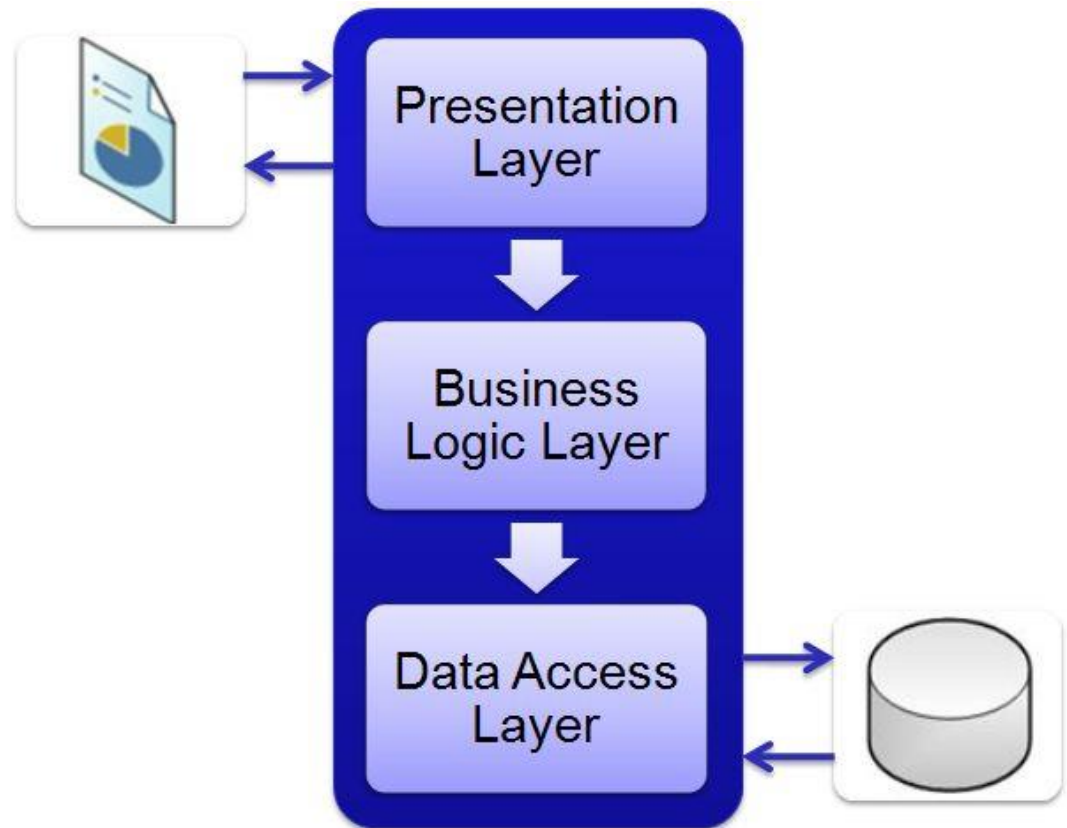 Presentation
Layer
Business
Logic Layer
Data Access
Layer